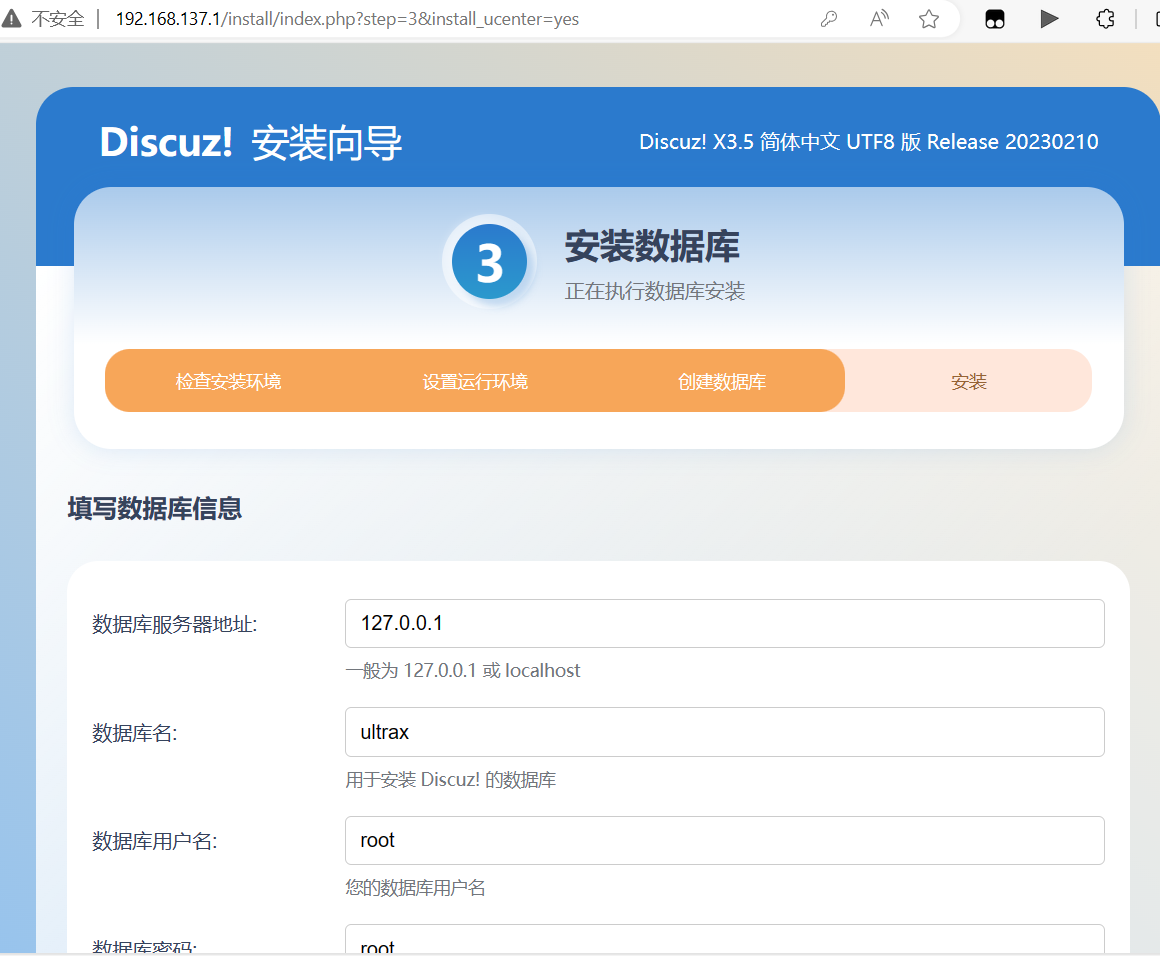 不安全 | 192.168.137.1/install/index.php?step=3&install_ucenter=yes
Discuz! 安装向导
Discuz! X3.5 简体中文 UTF8 版 Release 20230210
3
安装数据库
正在执行数据库安装
检查安装环境 设置运行环境 创建数据库 安装
填写数据库信息
数据库服务器地址: 127.0.0.1
一般为 127.0.0.1 或 localhost
数据库名: ultrax
用于安装 Discuz! 的数据库
数据库用户名: root
您的数据库用户名
数据库密码: root